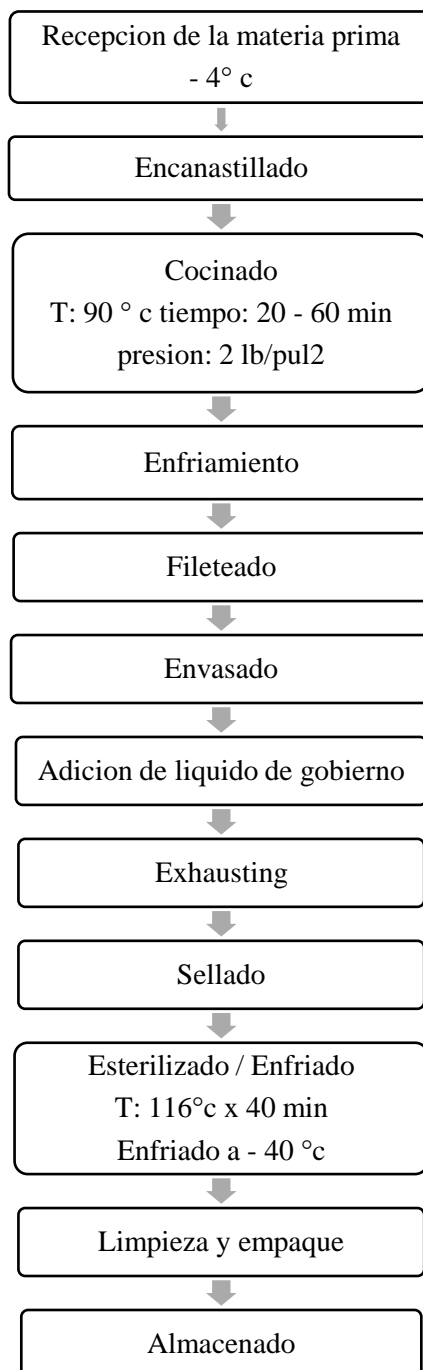 Recepcion de la materia prima
- 4° c
Encanastillado
Cocinado
T: 90 ° c tiempo: 20 - 60 min
presion: 2 lb/pul2
Enfriamiento
Fileteado
Envasado
Adicion de liquido de gobierno
Exhausting
Sellado
Esterilizado / Enfriado
T: 116°c x 40 min
Enfriado a - 40 °c
Limpieza y empaque
Almacenado